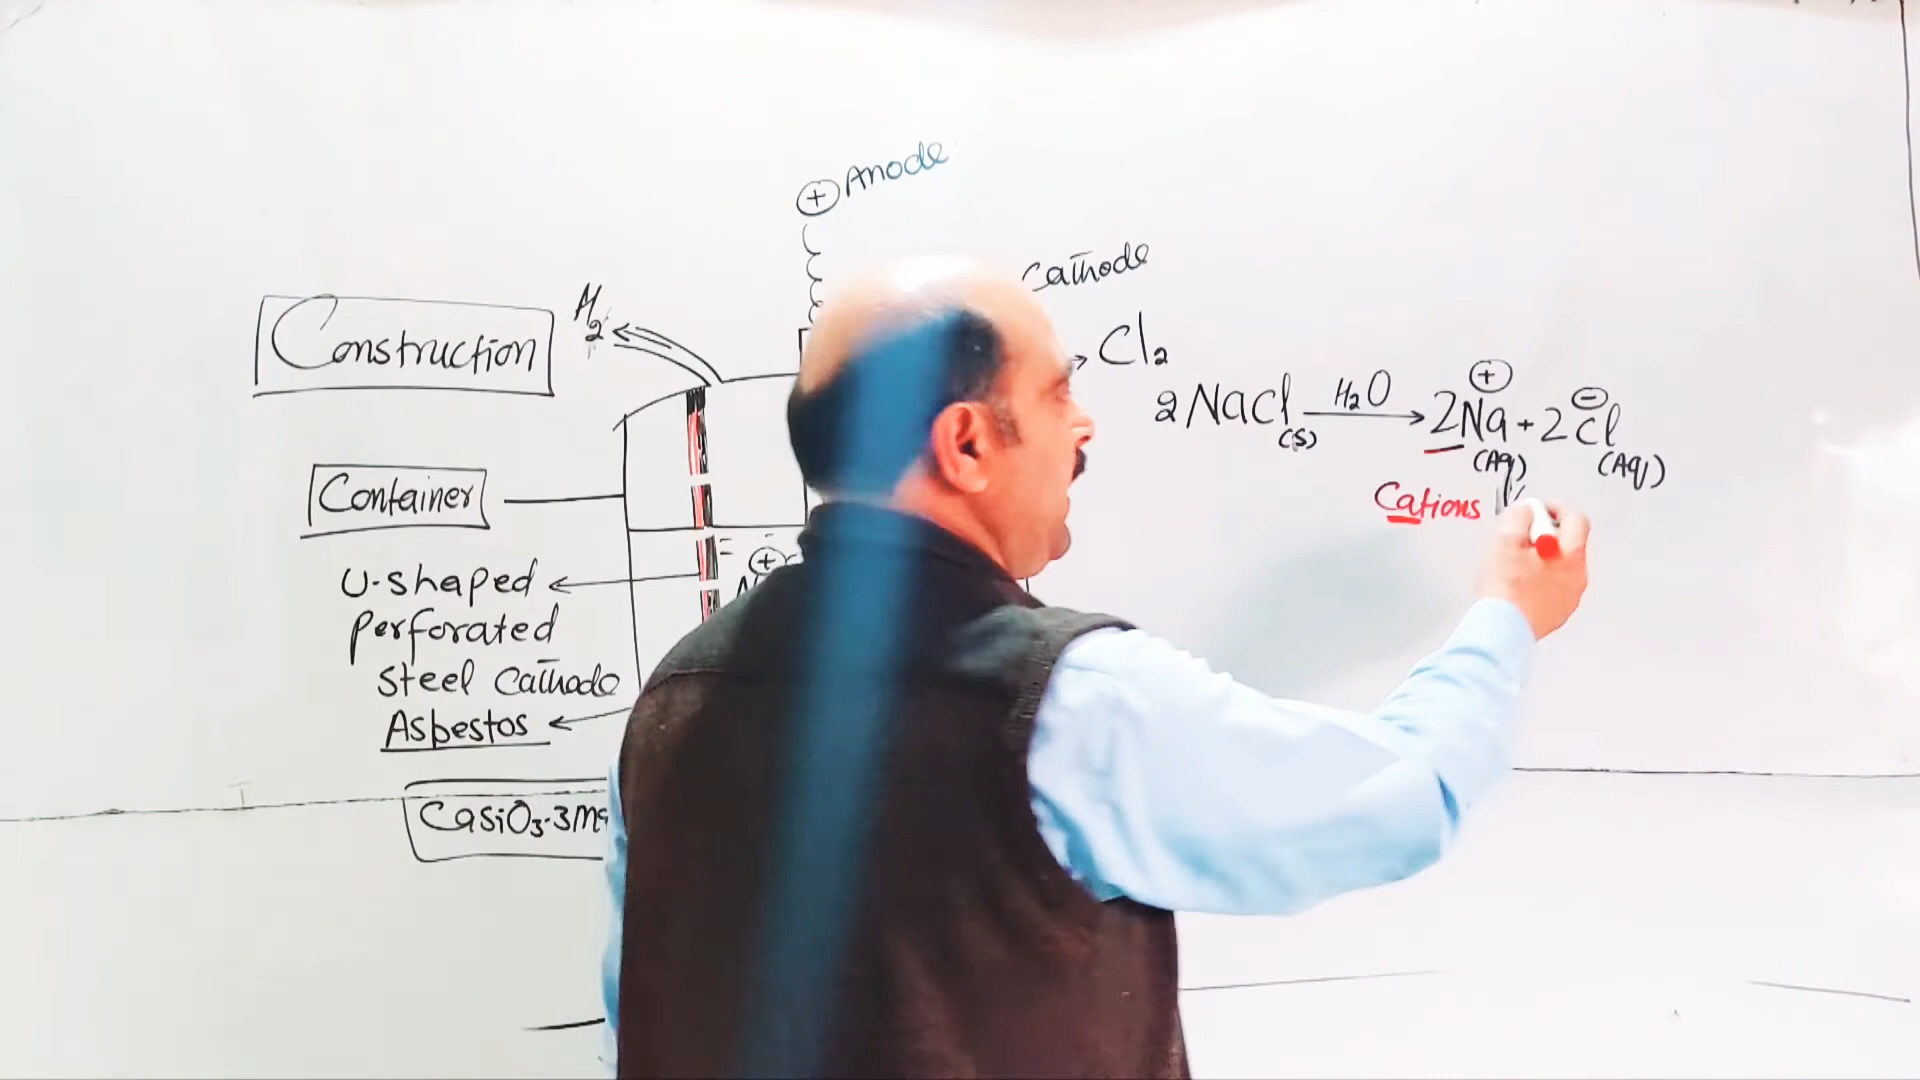 ⊕ Anode
Cathode
H₂
Construction
Cl₂
2NaCl(s) —H₂O→ 2Na⊕(Aq) + 2Cl⊖(Aq)
Cations
Container
U-shaped
Perforated
Steel Cathode
Asbestos
CaSiO₃·3Mg
⊕